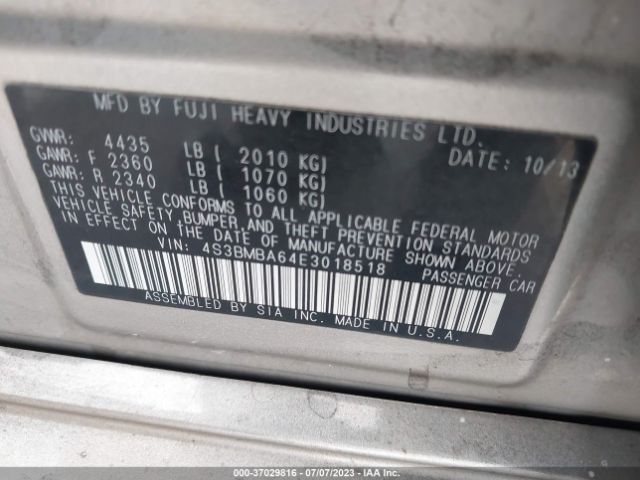 MFD BY FUJI HEAVY INDUSTRIES LTD.
GVWR: 4435 LB ( 2010 KG) DATE: 10/13
GAWR: F 2360 LB ( 1070 KG)
GAWR: R 2340 LB ( 1060 KG)
THIS VEHICLE CONFORMS TO ALL APPLICABLE FEDERAL MOTOR
VEHICLE SAFETY, BUMPER, AND THEFT PREVENTION STANDARDS
IN EFFECT ON THE DATE OF MANUFACTURE SHOWN ABOVE.
VIN: 4S3BMBA64E3018518 PASSENGER CAR
ASSEMBLED BY SIA INC. MADE IN U.S.A.
000-37029816 - 07/07/2023 - IAA Inc.